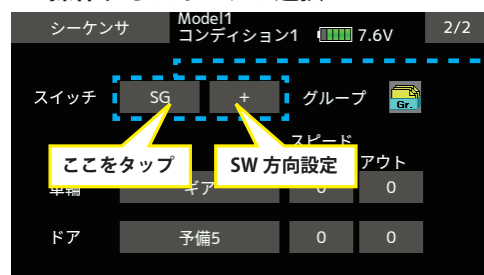 シーケンサ
Model1
コンディション1 7.6V
2/2
スイッチ SG + グループ Gr.
スピード
ここをタップ SW 方向設定 アウト
ギア 0 0
ドア 予備5 0 0